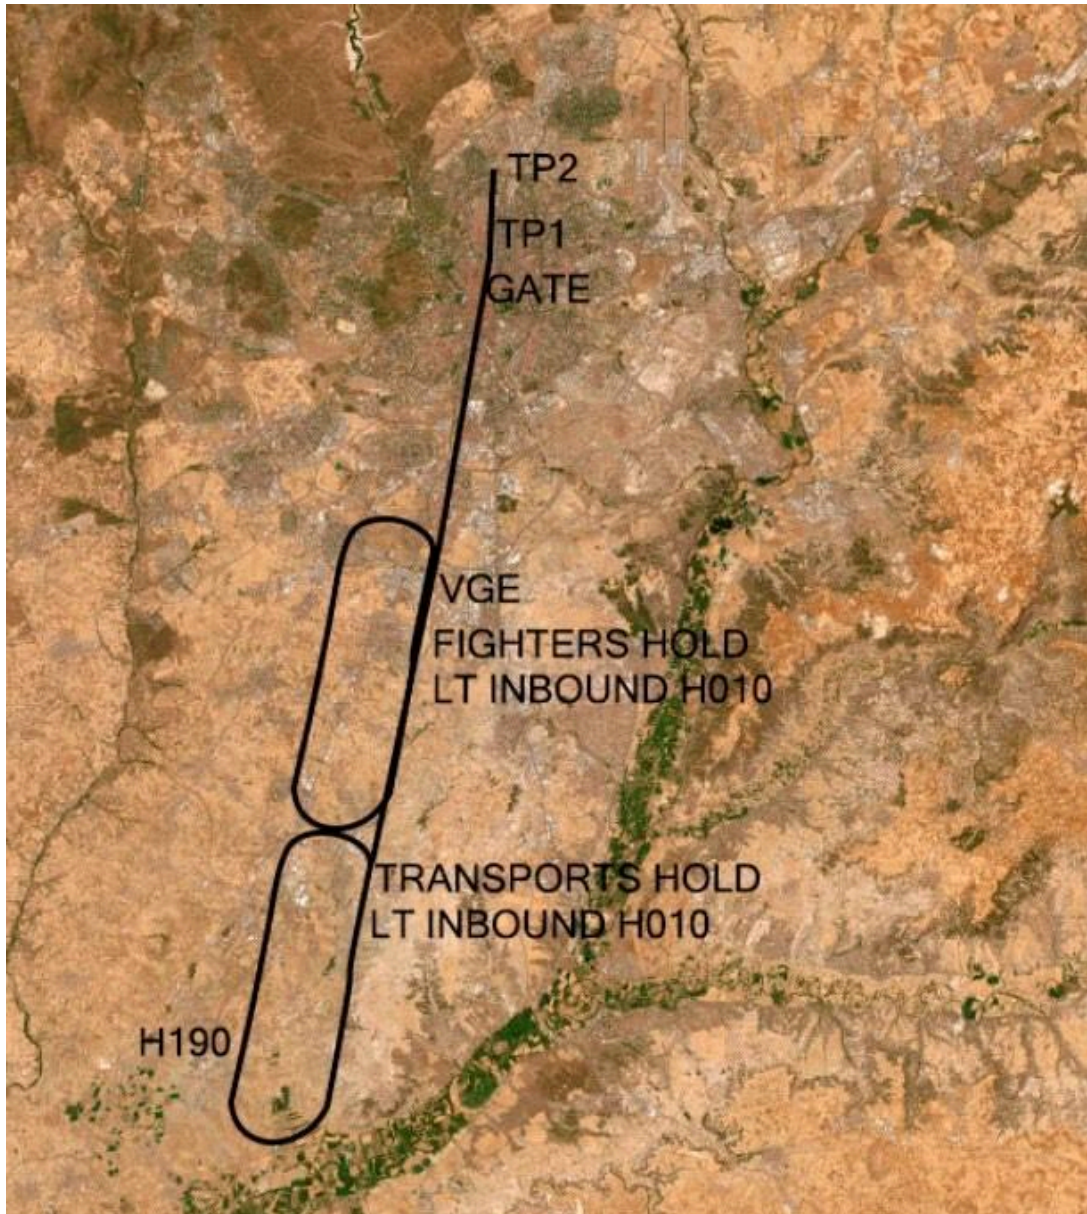 TP2
TP1
GATE
VGE
FIGHTERS HOLD
LT INBOUND H010
TRANSPORTS HOLD
LT INBOUND H010
H190